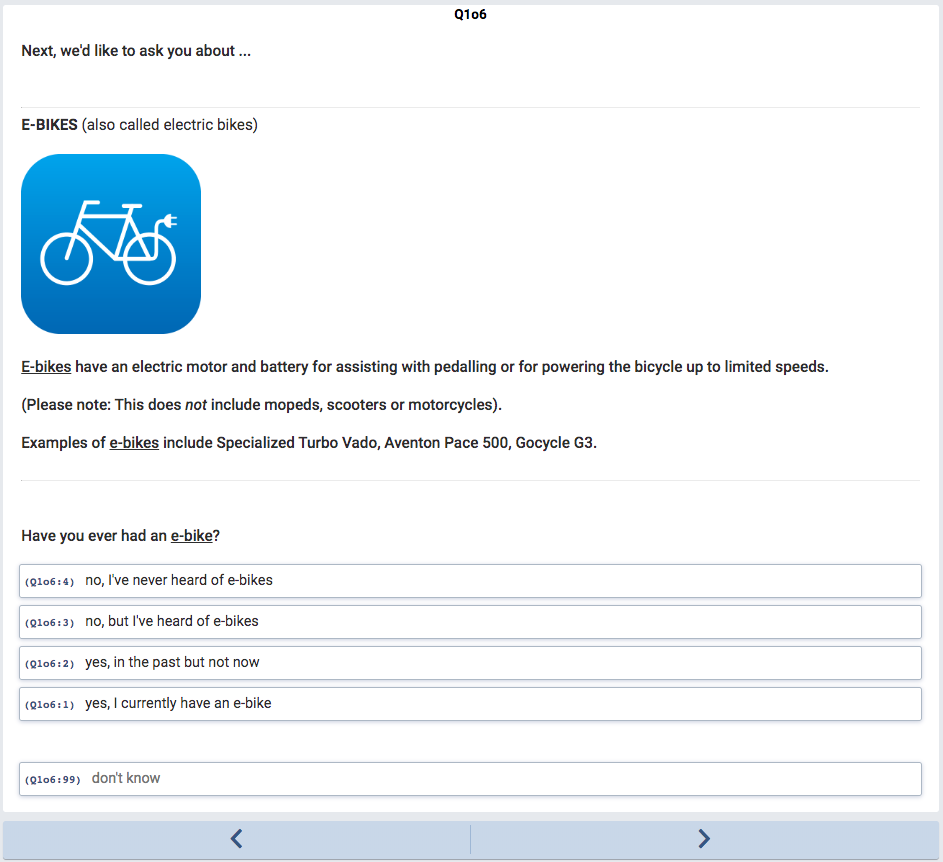 Q1o6
Next, we'd like to ask you about ...
E-BIKES (also called electric bikes)
E-bikes have an electric motor and battery for assisting with pedalling or for powering the bicycle up to limited speeds.
(Please note: This does not include mopeds, scooters or motorcycles).
Examples of e-bikes include Specialized Turbo Vado, Aventon Pace 500, Gocycle G3.
Have you ever had an e-bike?
(Q1o6:4) no, I've never heard of e-bikes
(Q1o6:3) no, but I've heard of e-bikes
(Q1o6:2) yes, in the past but not now
(Q1o6:1) yes, I currently have an e-bike
(Q1o6:99) don't know